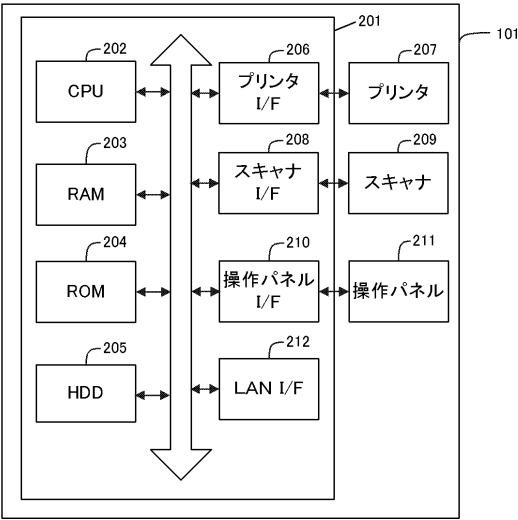 201
101
202
CPU
206
プリンタ
I/F
207
プリンタ
203
RAM
208
スキャナ
I/F
209
スキャナ
204
ROM
210
操作パネル
I/F
211
操作パネル
205
HDD
212
LAN I/F